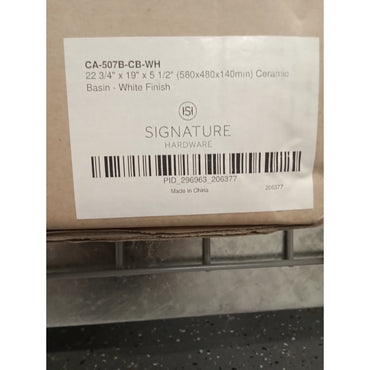 CA-507B-CB-WH
22 3/4" x 19" x 5 1/2" (580x480x140mm) Ceramic
Basin - White Finish
SIGNATURE
HARDWARE
PID_296963_206377
Made in China
206377